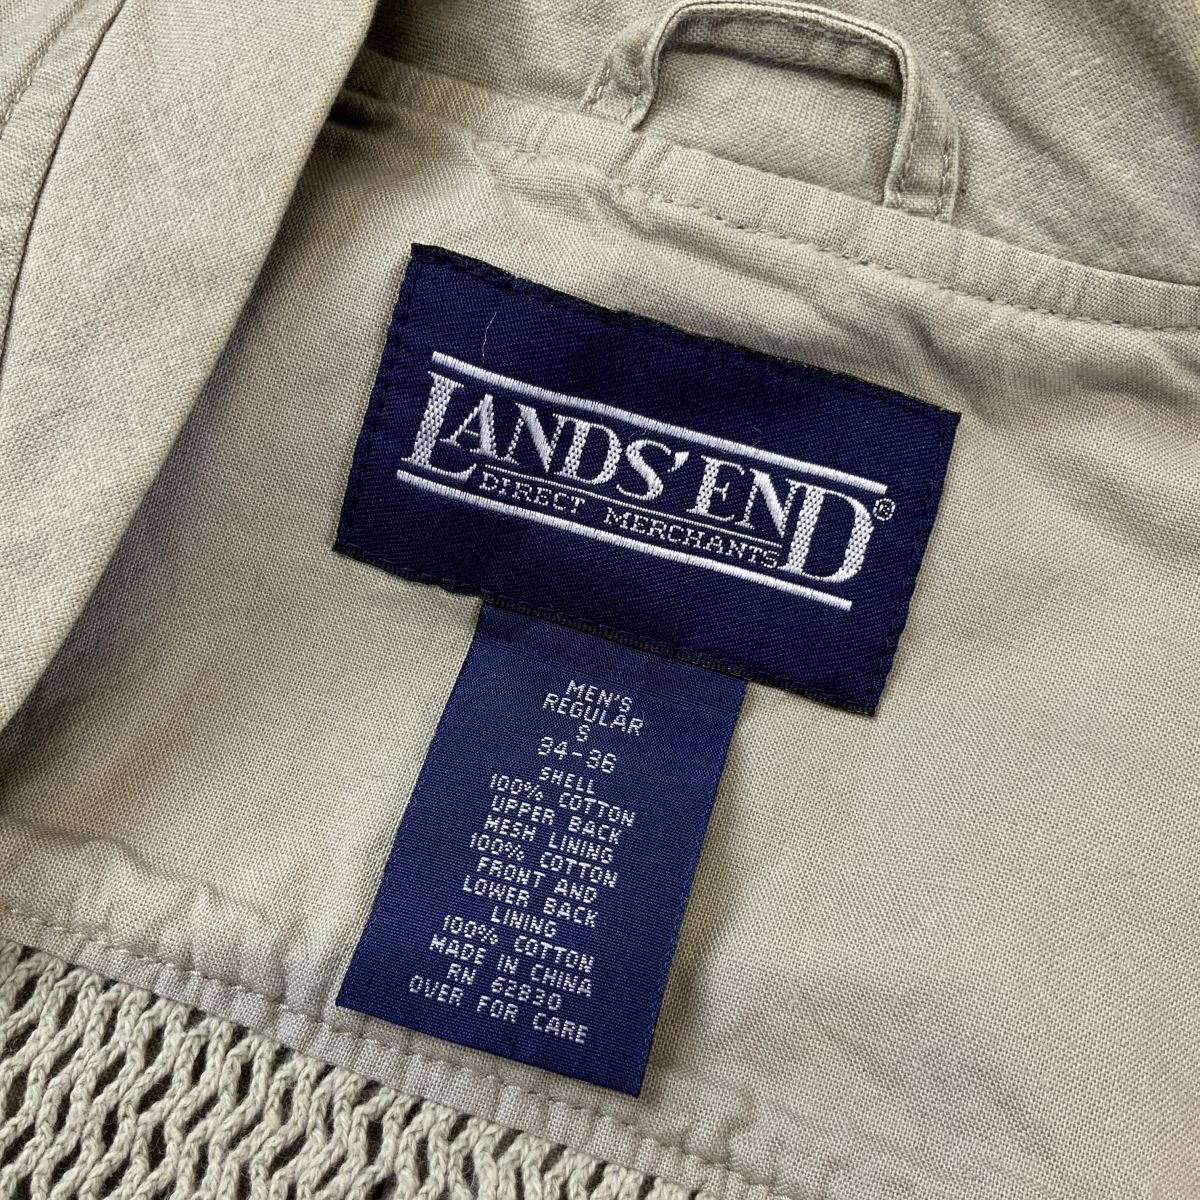 LANDS' END®
DIRECT MERCHANTS
MEN'S
REGULAR
S
34-36
SHELL
100% COTTON
UPPER BACK
MESH LINING
100% COTTON
FRONT AND
LOWER BACK
LINING
100% COTTON
MADE IN CHINA
RN 62830
OVER FOR CARE